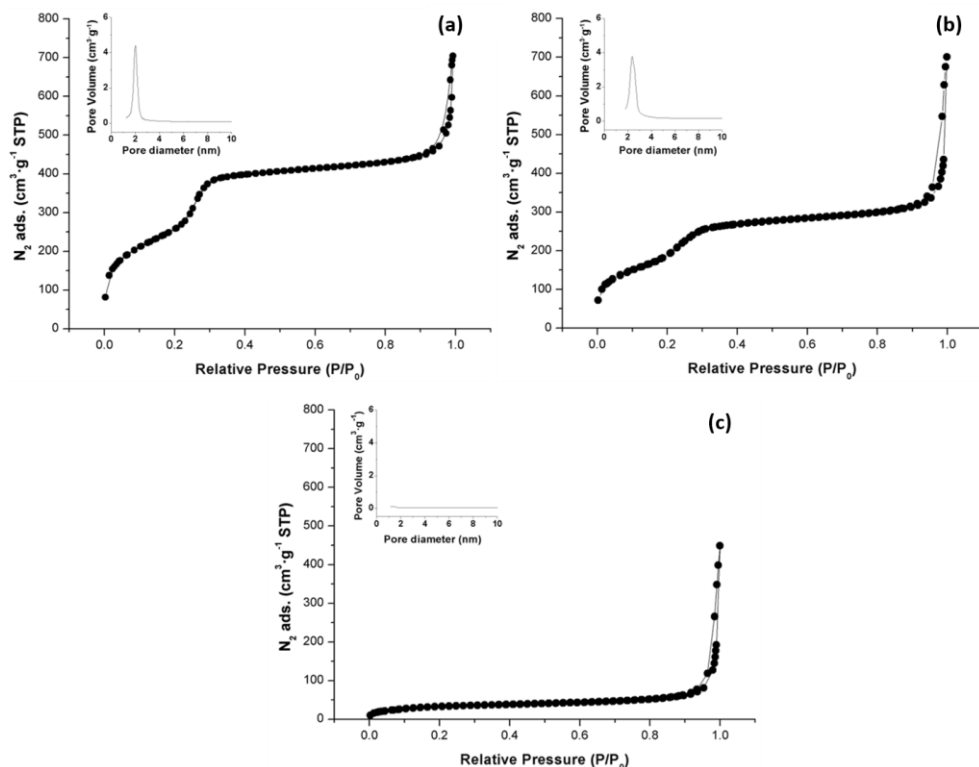 (a)
N₂ ads. (cm³·g⁻¹ STP)
800
700
600
500
400
300
200
100
0
0.0 0.2 0.4 0.6 0.8 1.0
Relative Pressure (P/P₀)
Pore Volume (cm³ g⁻¹)
6
4
2
0
0 2 4 6 8 10
Pore diameter (nm)
(b)
N₂ ads. (cm³·g⁻¹ STP)
800
700
600
500
400
300
200
100
0
0.0 0.2 0.4 0.6 0.8 1.0
Relative Pressure (P/P₀)
Pore Volume (cm³ g⁻¹)
6
4
2
0
0 2 4 6 8 10
Pore diameter (nm)
(c)
N₂ ads. (cm³·g⁻¹ STP)
800
700
600
500
400
300
200
100
0
0.0 0.2 0.4 0.6 0.8 1.0
Relative Pressure (P/P₀)
Pore Volume (cm³·g⁻¹)
6
4
2
0
0 2 4 6 8 10
Pore diameter (nm)